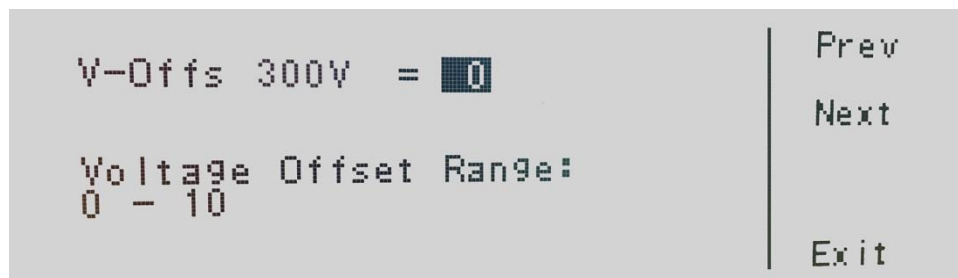 V-Offs 300V = 0
Voltage Offset Range:
0 - 10
Prev
Next
Exit